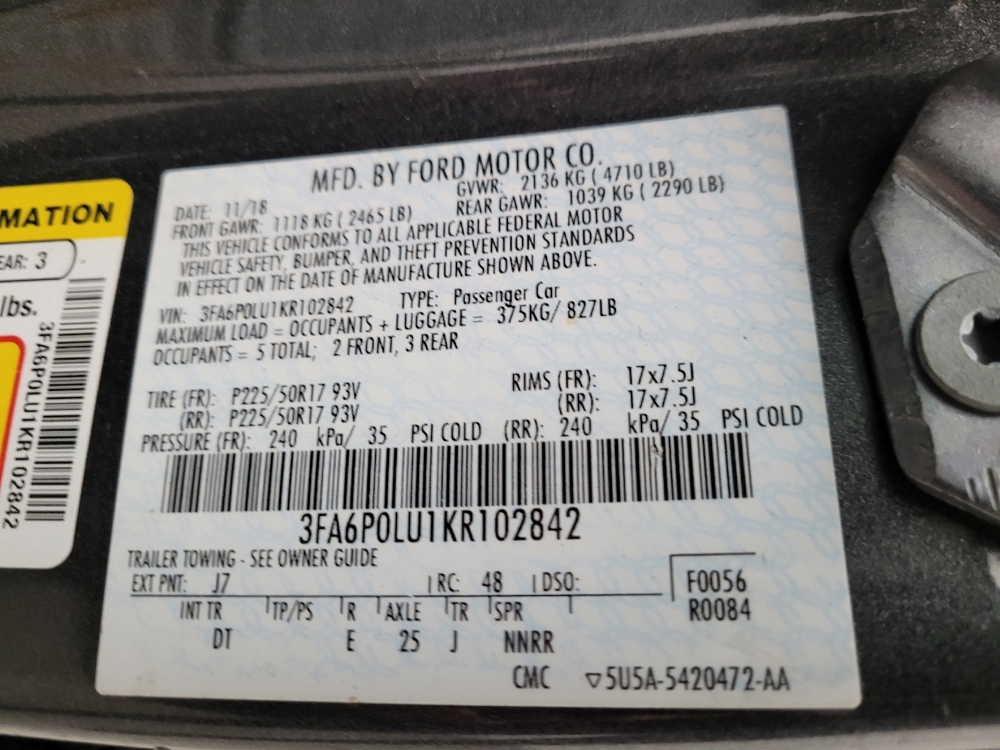 MATION
EAR: 3
lbs.
3FA6P0LU1KR102842
MFD. BY FORD MOTOR CO.
DATE: 11/18 GVWR: 2136 KG ( 4710 LB)
FRONT GAWR: 1118 KG ( 2465 LB) REAR GAWR: 1039 KG ( 2290 LB)
THIS VEHICLE CONFORMS TO ALL APPLICABLE FEDERAL MOTOR
VEHICLE SAFETY, BUMPER, AND THEFT PREVENTION STANDARDS
IN EFFECT ON THE DATE OF MANUFACTURE SHOWN ABOVE.
VIN: 3FA6P0LU1KR102842 TYPE: Passenger Car
MAXIMUM LOAD = OCCUPANTS + LUGGAGE = 375KG/ 827LB
OCCUPANTS = 5 TOTAL; 2 FRONT, 3 REAR
TIRE (FR): P225/50R17 93V RIMS (FR): 17x7.5J
(RR): P225/50R17 93V (RR): 17x7.5J
PRESSURE (FR): 240 kPa/ 35 PSI COLD (RR): 240 kPa/ 35 PSI COLD
3FA6P0LU1KR102842
TRAILER TOWING - SEE OWNER GUIDE
EXT PNT: J7 RC: 48 DSO: F0056
INT TR TP/PS R AXLE TR SPR R0084
DT E 25 J NNRR
CMC ▽5U5A-5420472-AA